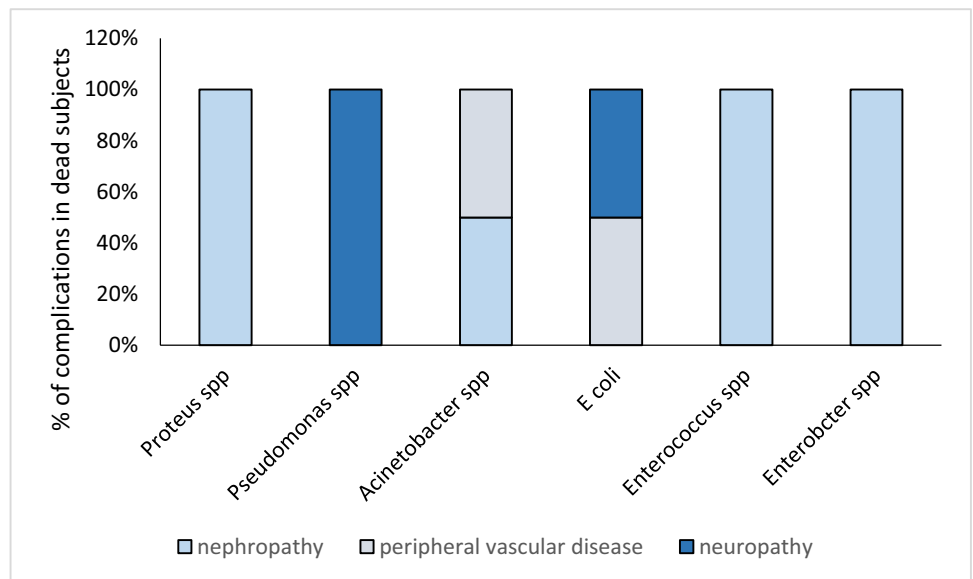 % of complications in dead subjects
120%
100%
80%
60%
40%
20%
0%
Proteus spp
Pseudomonas spp
Acinetobacter spp
E coli
Enterococcus spp
Enterobcter spp
nephropathy peripheral vascular disease neuropathy